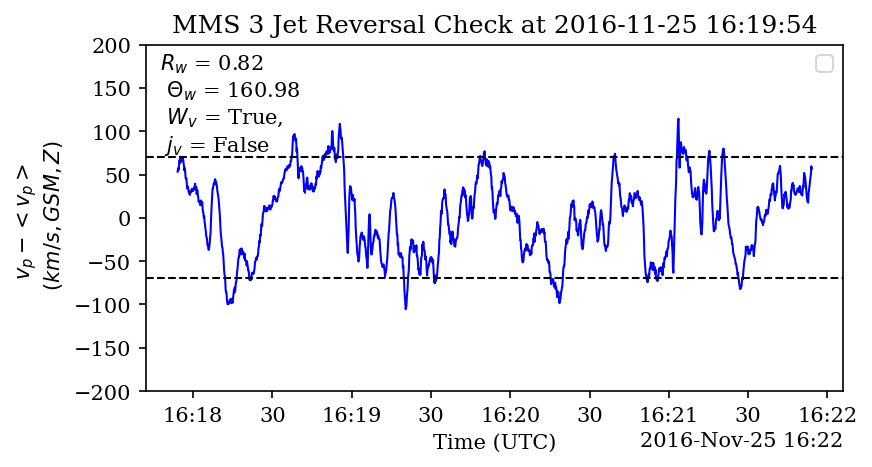 MMS 3 Jet Reversal Check at 2016-11-25 16:19:54
R_w = 0.82
Θ_w = 160.98
W_v = True,
j_v = False
v_p − < v_p >
(km/s, GSM, Z)
200
150
100
50
0
−50
−100
−150
−200
16:18 30 16:19 30 16:20 30 16:21 30 16:22
Time (UTC) 2016-Nov-25 16:22